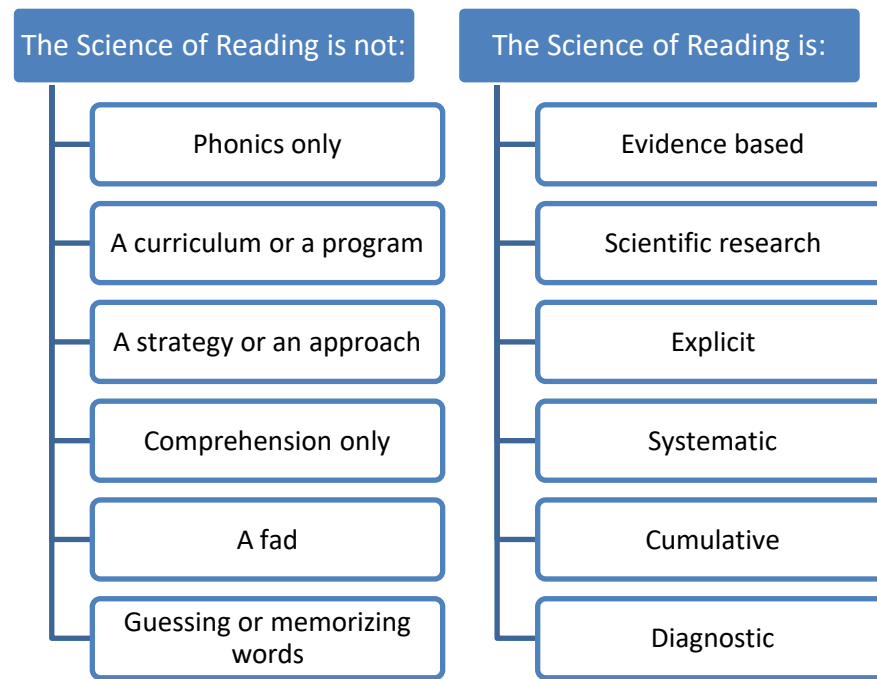 The Science of Reading is not:
Phonics only
A curriculum or a program
A strategy or an approach
Comprehension only
A fad
Guessing or memorizing
words
The Science of Reading is:
Evidence based
Scientific research
Explicit
Systematic
Cumulative
Diagnostic